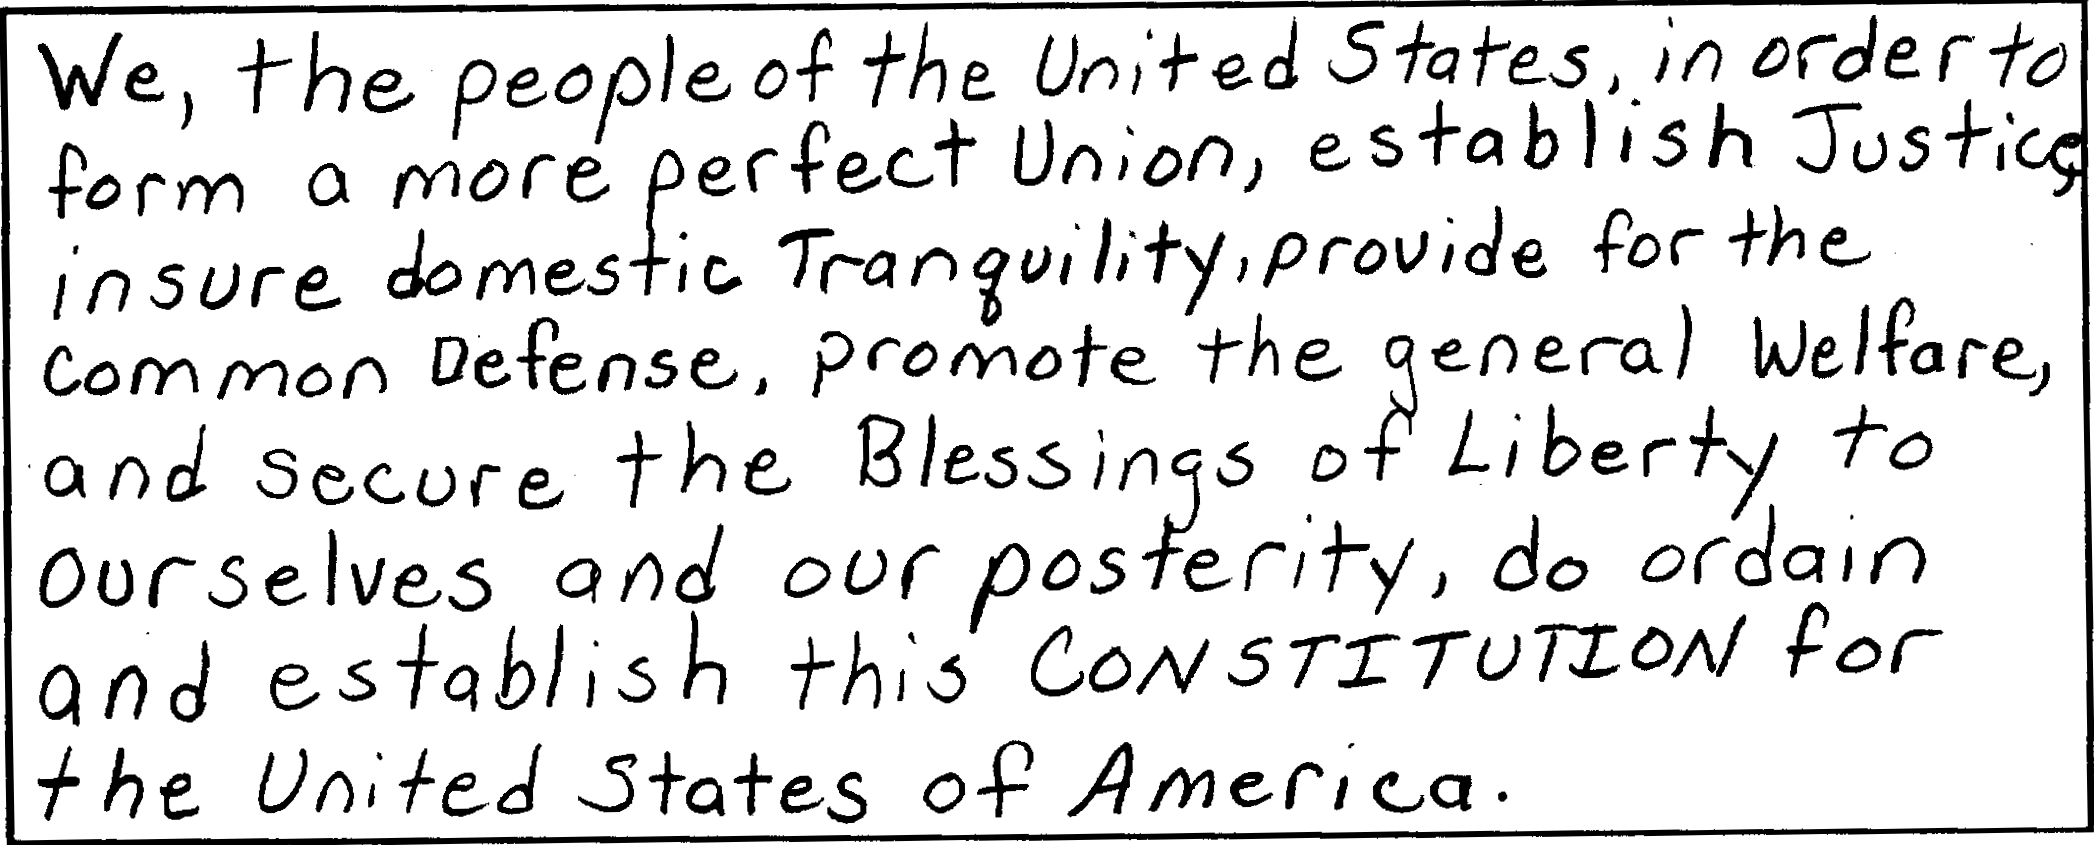 We, the people of the United States, in order to
form a more perfect Union, establish Justice,
insure domestic Tranquility, provide for the
common Defense, promote the general Welfare,
and secure the Blessings of Liberty to
ourselves and our posterity, do ordain
and establish this CONSTITUTION for
the United States of America.